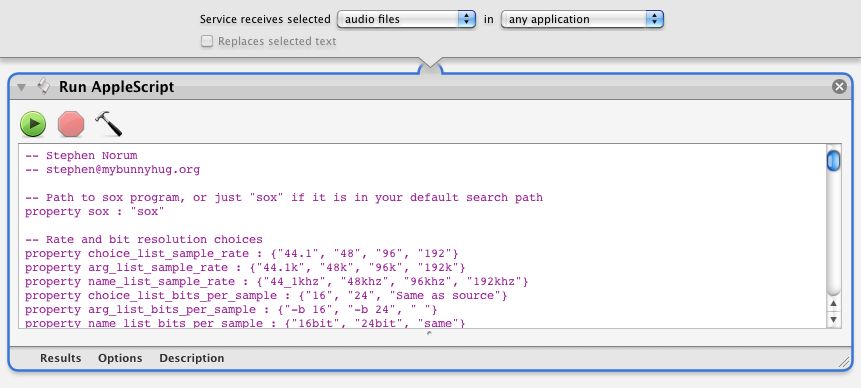 Service receives selected audio files in any application
Replaces selected text
Run AppleScript
-- Stephen Norum
-- stephen@mybunnyhug.org
-- Path to sox program, or just "sox" if it is in your default search path
property sox : "sox"
-- Rate and bit resolution choices
property choice_list_sample_rate : {"44.1", "48", "96", "192"}
property arg_list_sample_rate : {"44.1k", "48k", "96k", "192k"}
property name_list_sample_rate : {"44_1khz", "48khz", "96khz", "192khz"}
property choice_list_bits_per_sample : {"16", "24", "Same as source"}
property arg_list_bits_per_sample : {"-b 16", "-b 24", " "}
property name_list_bits_per_sample : {"16bit", "24bit", "same"}
Results Options Description